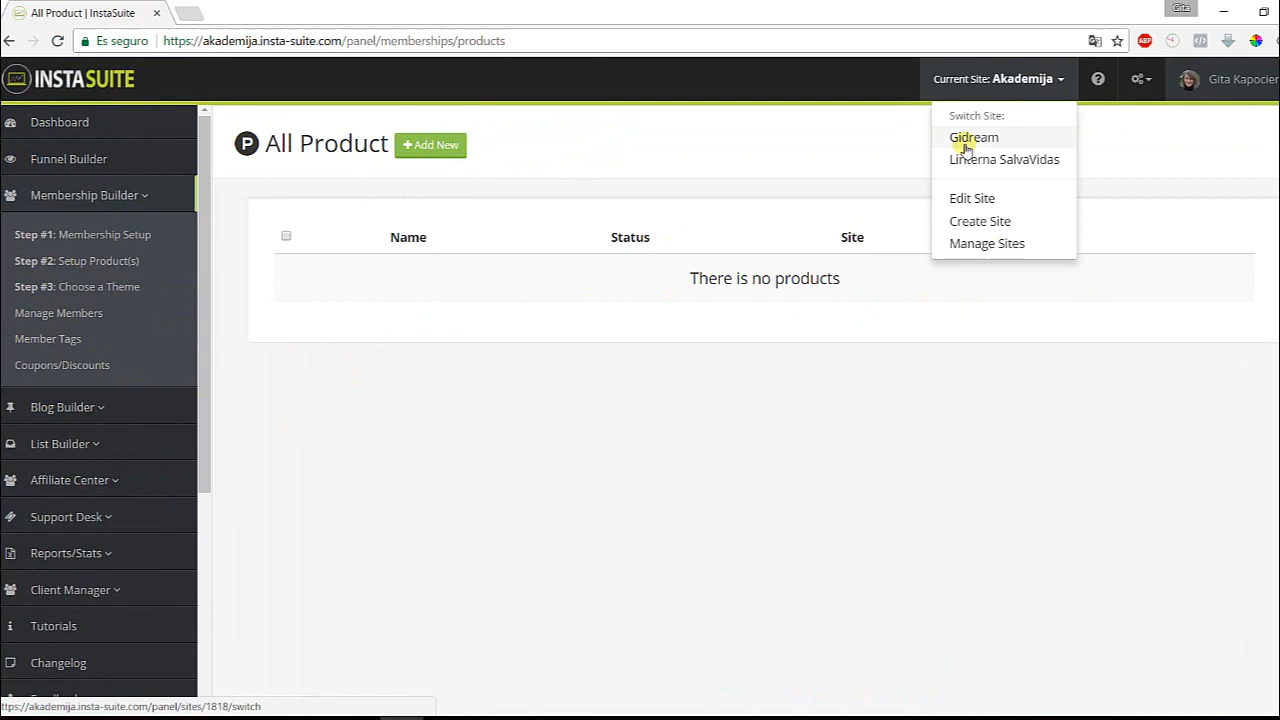 All Product | InstaSuite
Gita
Es seguro
https://akademija.insta-suite.com/panel/memberships/products
ABP
INSTASUITE
Current Site: Akademija
Gita Kapocier
Switch Site:
Gidream
Linterna SalvaVidas
Edit Site
Create Site
Manage Sites
Dashboard
Funnel Builder
Membership Builder
Step #1: Membership Setup
Step #2: Setup Product(s)
Step #3: Choose a Theme
Manage Members
Member Tags
Coupons/Discounts
Blog Builder
List Builder
Affiliate Center
Support Desk
Reports/Stats
Client Manager
Tutorials
Changelog
P All Product
+ Add New
Name Status Site
There is no products
ttps://akademija.insta-suite.com/panel/sites/1818/switch